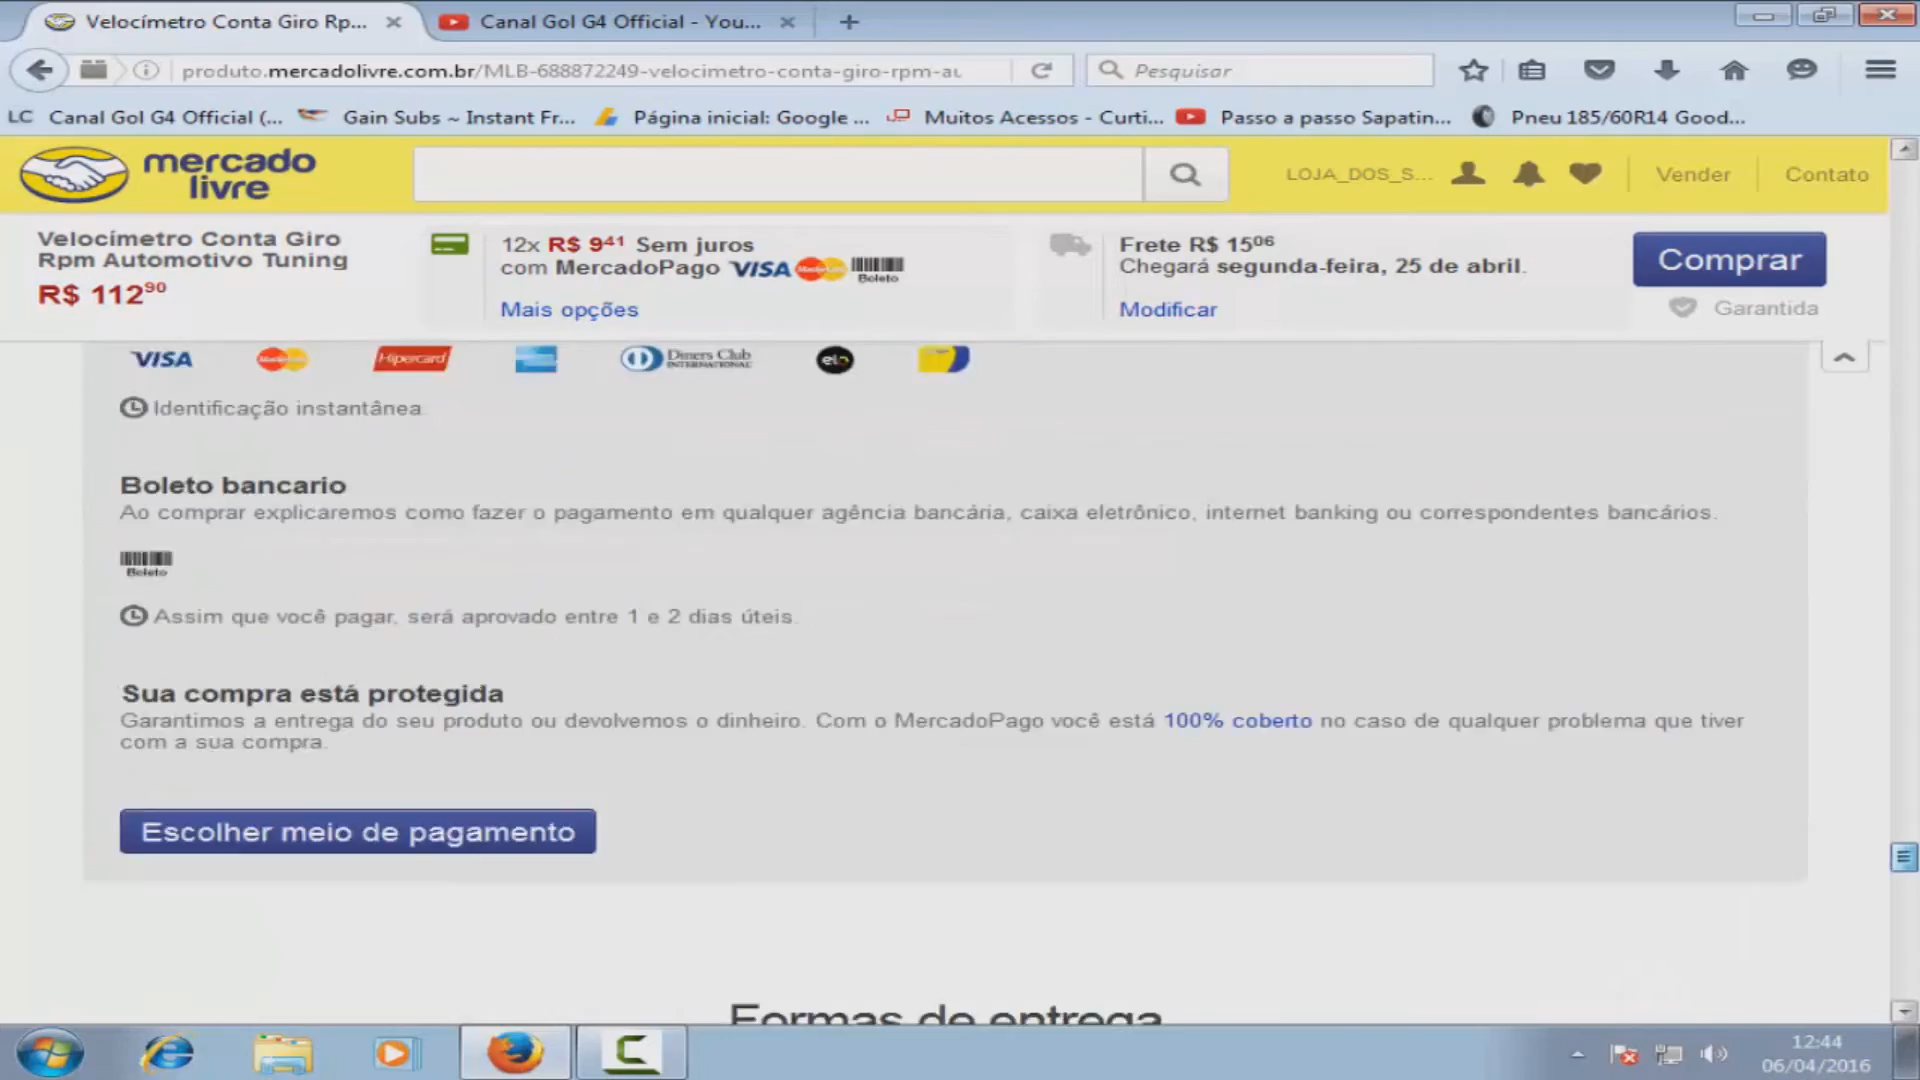 Velocímetro Conta Giro Rp...
Canal Gol G4 Official - You...
produto.mercadolivre.com.br/MLB-688872249-velocimetro-conta-giro-rpm-au
Pesquisar
LC Canal Gol G4 Official (...
Gain Subs ~ Instant Fr...
Página inicial: Google ...
Muitos Acessos - Curti...
Passo a passo Sapatin...
Pneu 185/60R14 Good...
mercado
livre
LOJA_DOS_S...
Vender
Contato
Velocímetro Conta Giro
Rpm Automotivo Tuning
R$ 112⁹⁰
12x R$ 9⁴¹ Sem juros
com MercadoPago VISA MasterCard Boleto
Mais opções
Frete R$ 15⁰⁶
Chegará segunda-feira, 25 de abril.
Modificar
Comprar
Garantida
VISA MasterCard Hipercard Diners Club INTERNATIONAL elo
Identificação instantânea.
Boleto bancario
Ao comprar explicaremos como fazer o pagamento em qualquer agência bancária, caixa eletrônico, internet banking ou correspondentes bancários.
Boleto
Assim que você pagar, será aprovado entre 1 e 2 dias úteis.
Sua compra está protegida
Garantimos a entrega do seu produto ou devolvemos o dinheiro. Com o MercadoPago você está 100% coberto no caso de qualquer problema que tiver
com a sua compra.
Escolher meio de pagamento
Formas de entrega
12:44
06/04/2016